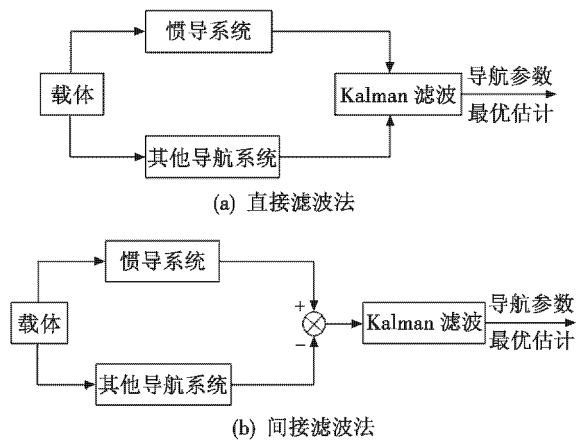 惯导系统
载体
Kalman 滤波
导航参数
最优估计
其他导航系统
(a) 直接滤波法
惯导系统
载体
+
−
Kalman 滤波
导航参数
最优估计
其他导航系统
(b) 间接滤波法